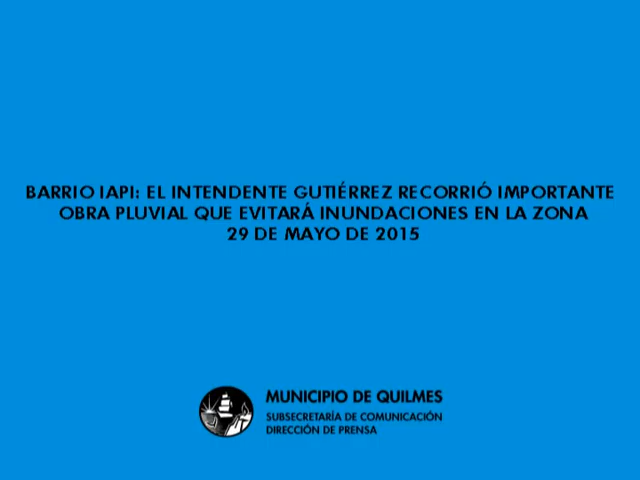 BARRIO IAPI: EL INTENDENTE GUTIÉRREZ RECORRIÓ IMPORTANTE
OBRA PLUVIAL QUE EVITARÁ INUNDACIONES EN LA ZONA
29 DE MAYO DE 2015
MUNICIPIO DE QUILMES
SUBSECRETARÍA DE COMUNICACIÓN
DIRECCIÓN DE PRENSA